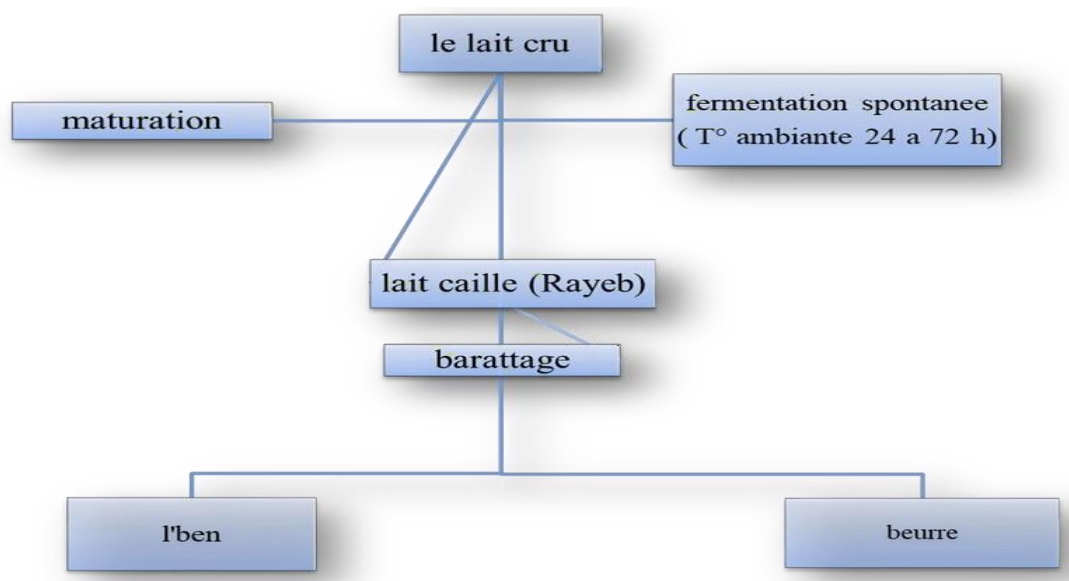 le lait cru
maturation
fermentation spontanee
( T° ambiante 24 a 72 h)
lait caille (Rayeb)
barattage
l'ben
beurre